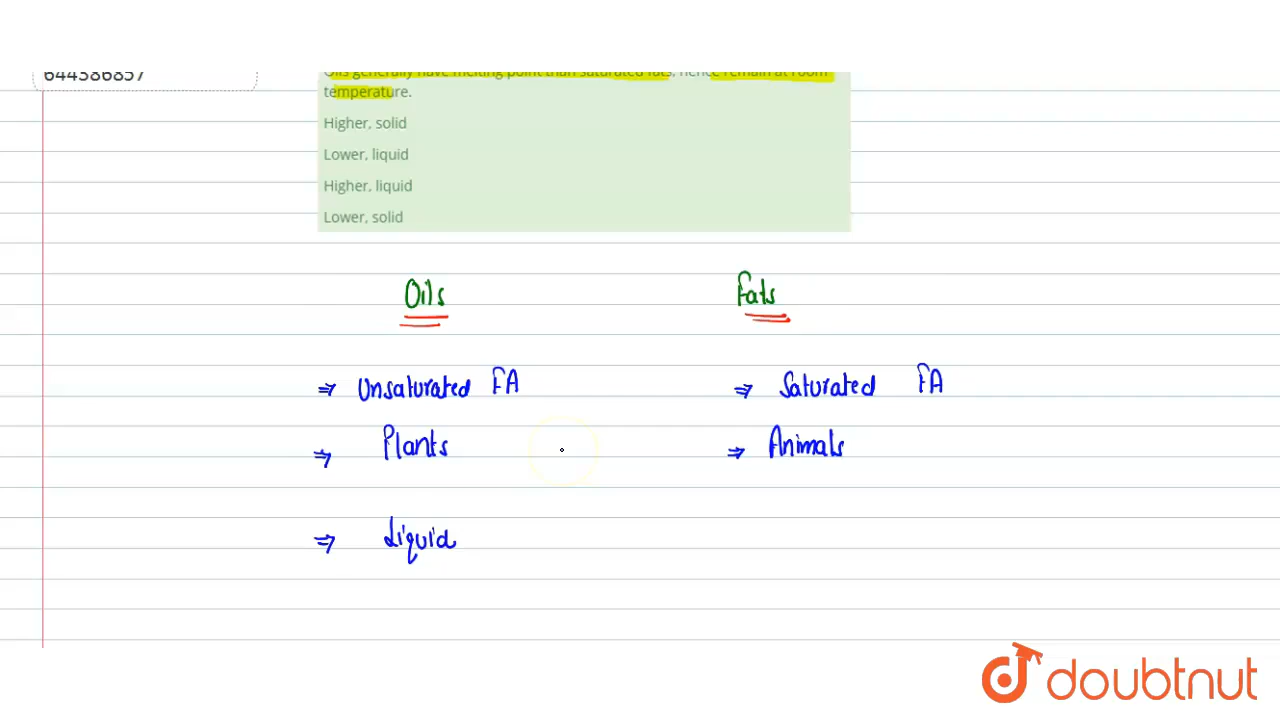 644386857
Oils generally have melting point than saturated fats, hence remain at room
temperature.
Higher, solid
Lower, liquid
Higher, liquid
Lower, solid
Oils Fats
⇒ Unsaturated FA ⇒ Saturated FA
⇒ Plants ⇒ Animals
⇒ Liquid
doubtnut